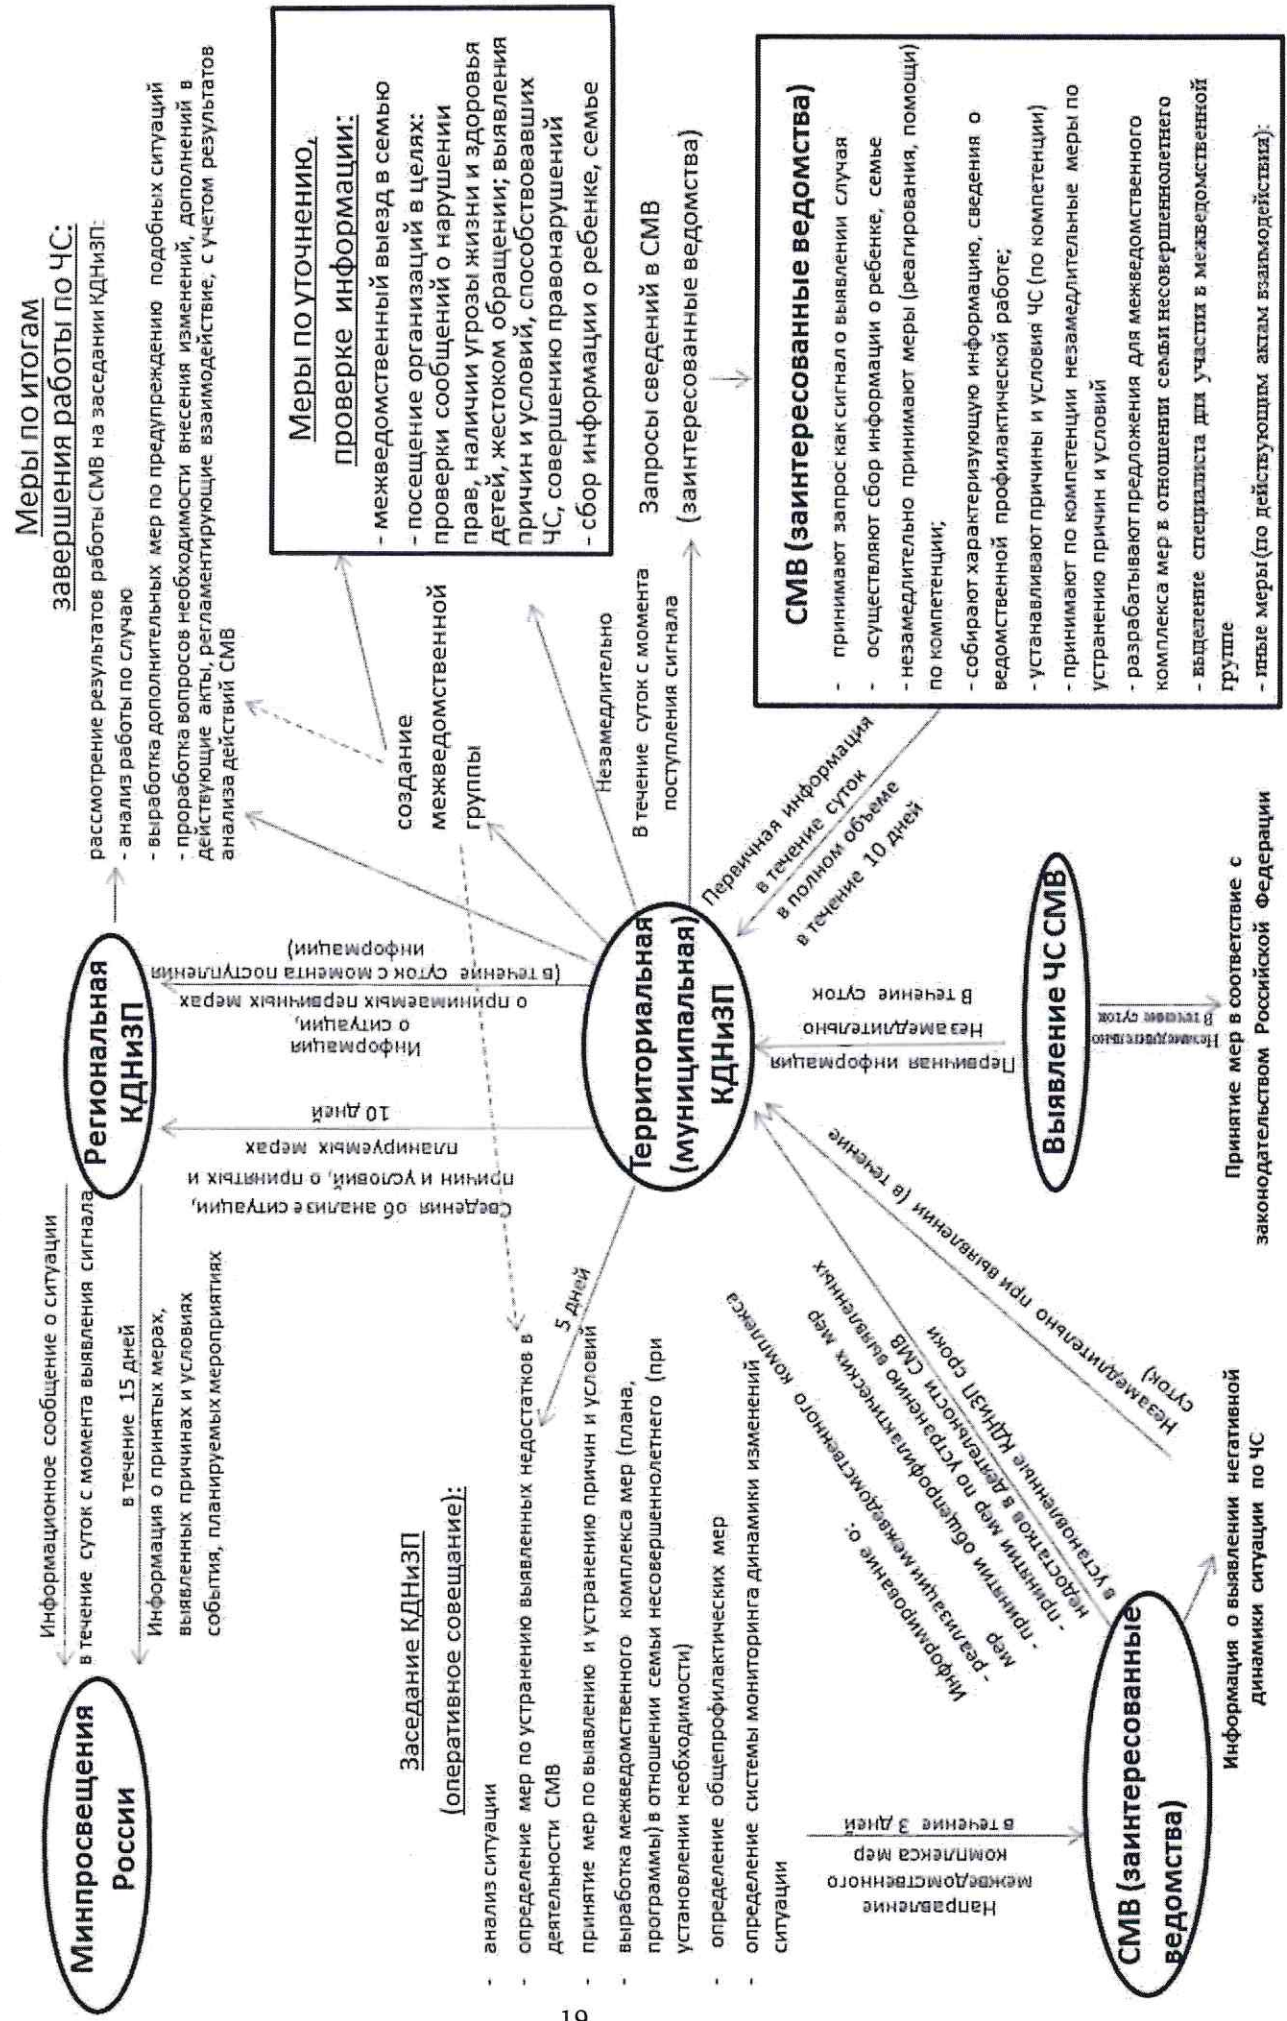 Минпросвещения
России
Информационное сообщение о ситуации
в течение суток с момента выявления сигнала
в течение 15 дней
Информация о принятых мерах,
выявленных причинах и условиях
события, планируемых мероприятиях
Региональная
КДНиЗП
Меры по итогам
завершения работы по ЧС:
рассмотрение результатов работы СМВ на заседании КДНиЗП:
- анализ работы по случаю
- выработка дополнительных мер по предупреждению подобных ситуаций
- проработка вопросов необходимости внесения изменений, дополнений в
действующие акты, регламентирующие взаимодействие, с учетом результатов
анализа действий СМВ
Сведения об анализе ситуации,
причин и условий, о принятых и
планируемых мерах
10 дней
Информация
о ситуации,
о принимаемых первичных мерах
(в течение суток с момента поступления
информации)
создание
межведомственной
группы
Меры по уточнению,
проверке информации:
- межведомственный выезд в семью
- посещение организаций в целях:
проверки сообщений о нарушении
прав, наличии угрозы жизни и здоровья
детей, жестоком обращении; выявления
причин и условий, способствовавших
ЧС, совершению правонарушений
- сбор информации о ребенке, семье
Заседание КДНиЗП
(оперативное совещание):
- анализ ситуации
- определение мер по устранению выявленных недостатков в
деятельности СМВ
- принятие мер по выявлению и устранению причин и условий
- выработка межведомственного комплекса мер (плана,
программы) в отношении семьи несовершеннолетнего (при
установлении необходимости)
- определение общепрофилактических мер
- определение системы мониторинга динамики изменений
ситуации
5 дней
Территориальная
(муниципальная)
КДНиЗП
Незамедлительно
В течение суток с момента
поступления сигнала
Запросы сведений в СМВ
(заинтересованные ведомства)
СМВ (заинтересованные ведомства)
- принимают запрос как сигнал о выявлении случая
- осуществляют сбор информации о ребенке, семье
- незамедлительно принимают меры (реагирования, помощи)
по компетенции;
- собирают характеризующую информацию, сведения о
ведомственной профилактической работе;
- устанавливают причины и условия ЧС (по компетенции)
- принимают по компетенции незамедлительные меры по
устранению причин и условий
- разрабатывают предложения для межведомственного
комплекса мер в отношении семьи несовершеннолетнего
- выделение специалиста для участия в межведомственной
группе
- иные меры(по действующим актам взаимодействия):
Первичная информация
в течение суток
в полном объеме
в течение 10 дней
Первичная информация
Незамедлительно
В течение суток
Выявление ЧС СМВ
Незамедлительно
В течение суток
Принятие мер в соответствие с
законодательством Российской Федерации
Направление
межведомственного
комплекса мер
в течение 3 дней
СМВ (заинтересованные
ведомства)
Информирование о:
- реализации межведомственного комплекса
мер
- принятии общепрофилактических мер
- принятии мер по устранению выявленных
недостатков в деятельности СМВ
в установленные КДНиЗП сроки
Незамедлительно при выявлении (в течение
суток)
Информация о выявлении негативной
динамики ситуации по ЧС
19